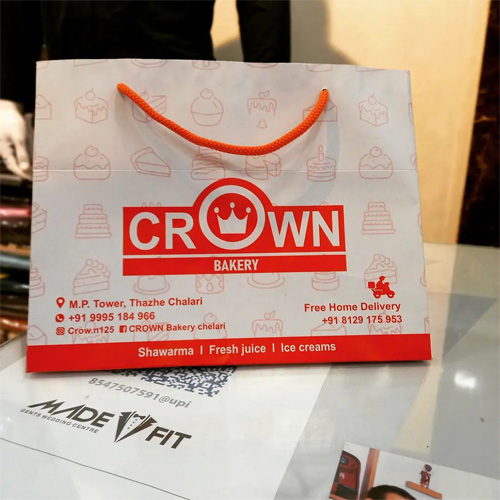 CROWN
BAKERY
M.P. Tower, Thazhe Chalari
+91 9995 184 966
Crow.n125 CROWN Bakery chelari
Free Home Delivery
+91 8129 175 953
Shawarma I Fresh juice I Ice creams
8547507591@upi
MADE FIT
GENTS WEDDING CENTRE